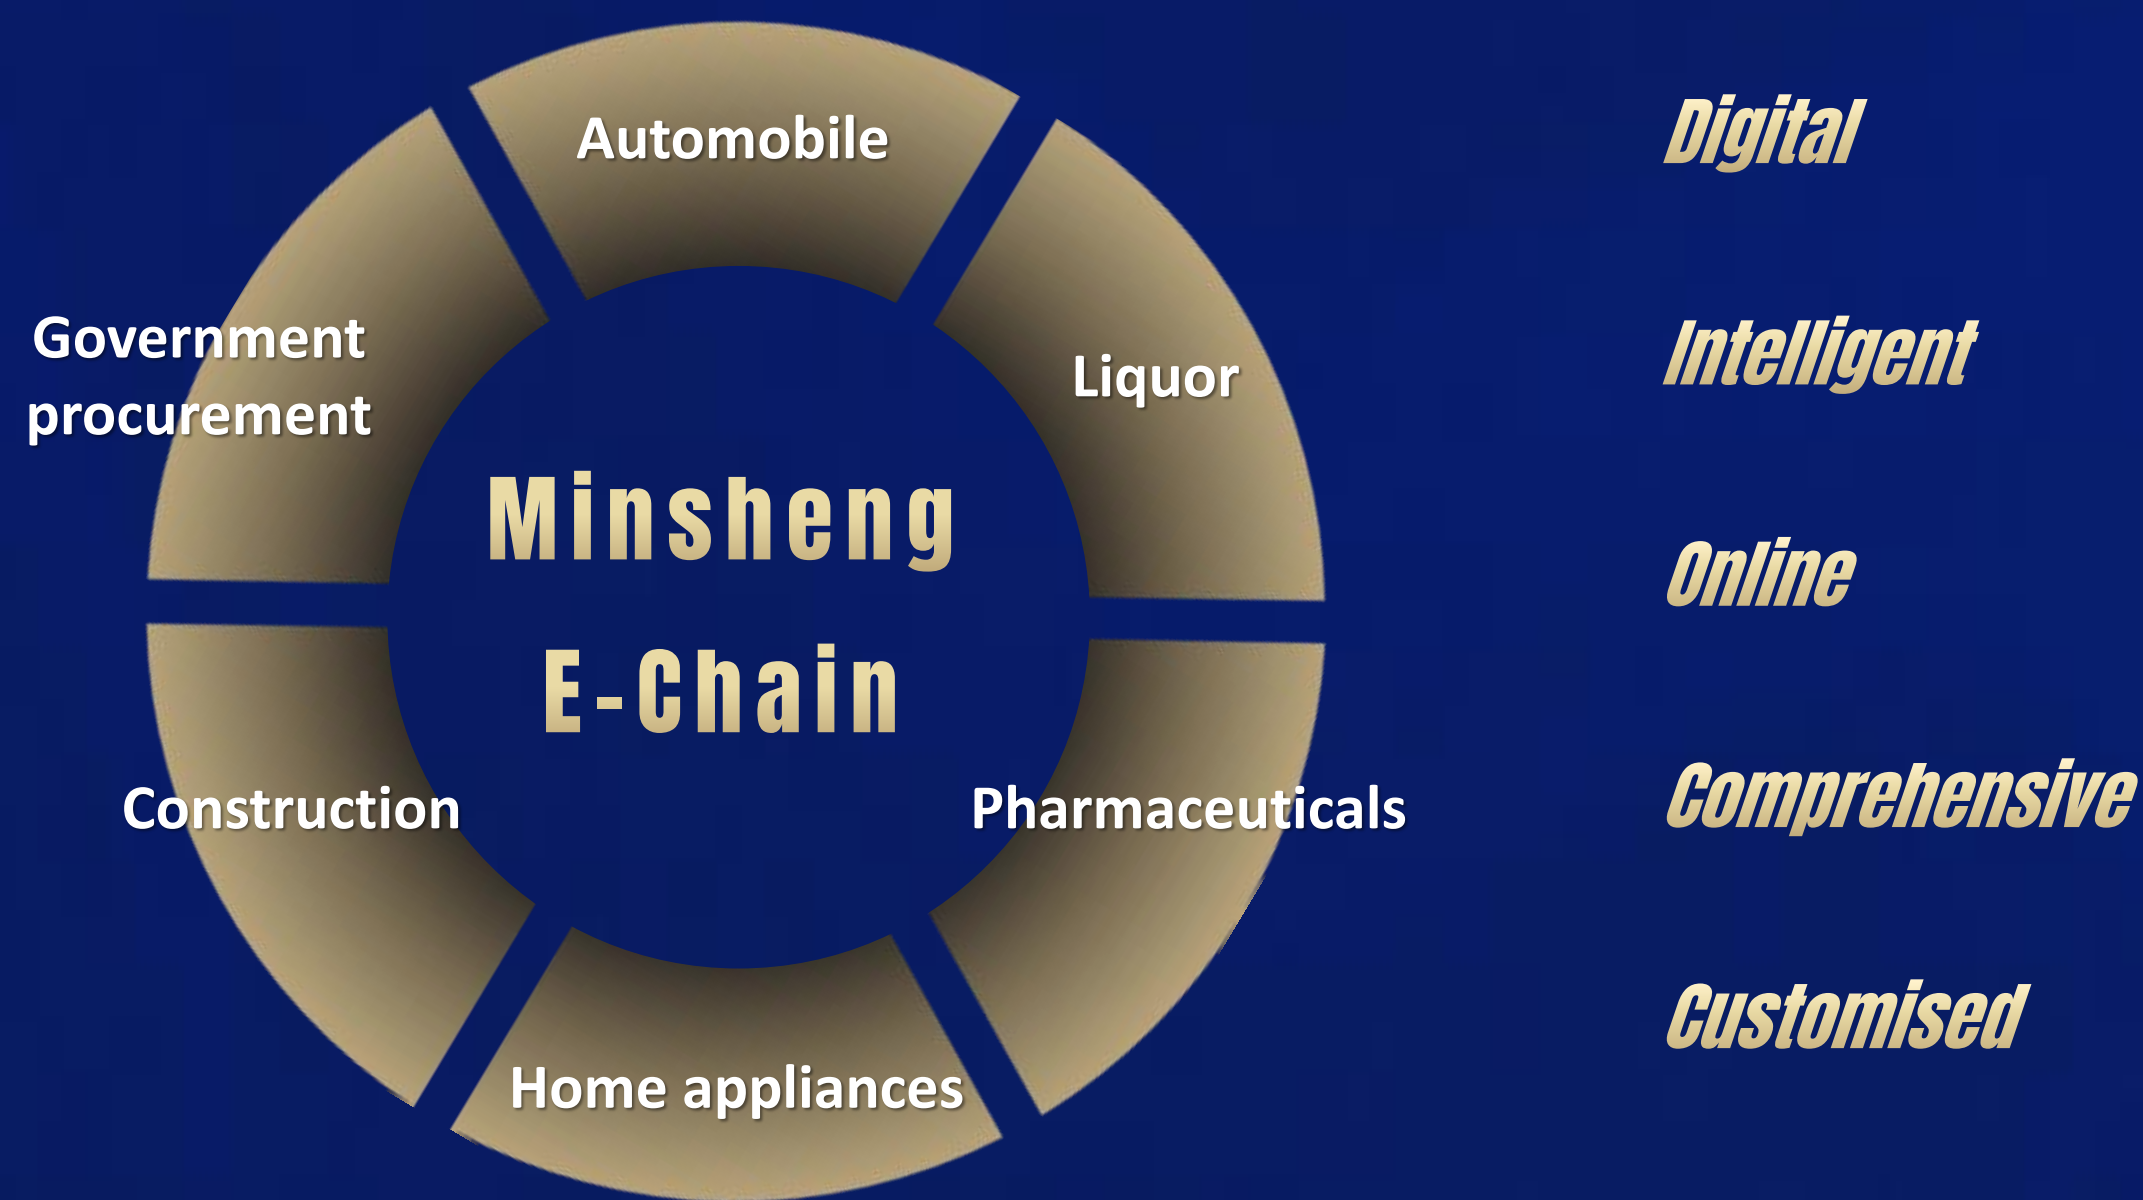 Automobile
Liquor
Government
procurement
Minsheng
E-Chain
Construction
Pharmaceuticals
Home appliances
Digital
Intelligent
Online
Comprehensive
Customised